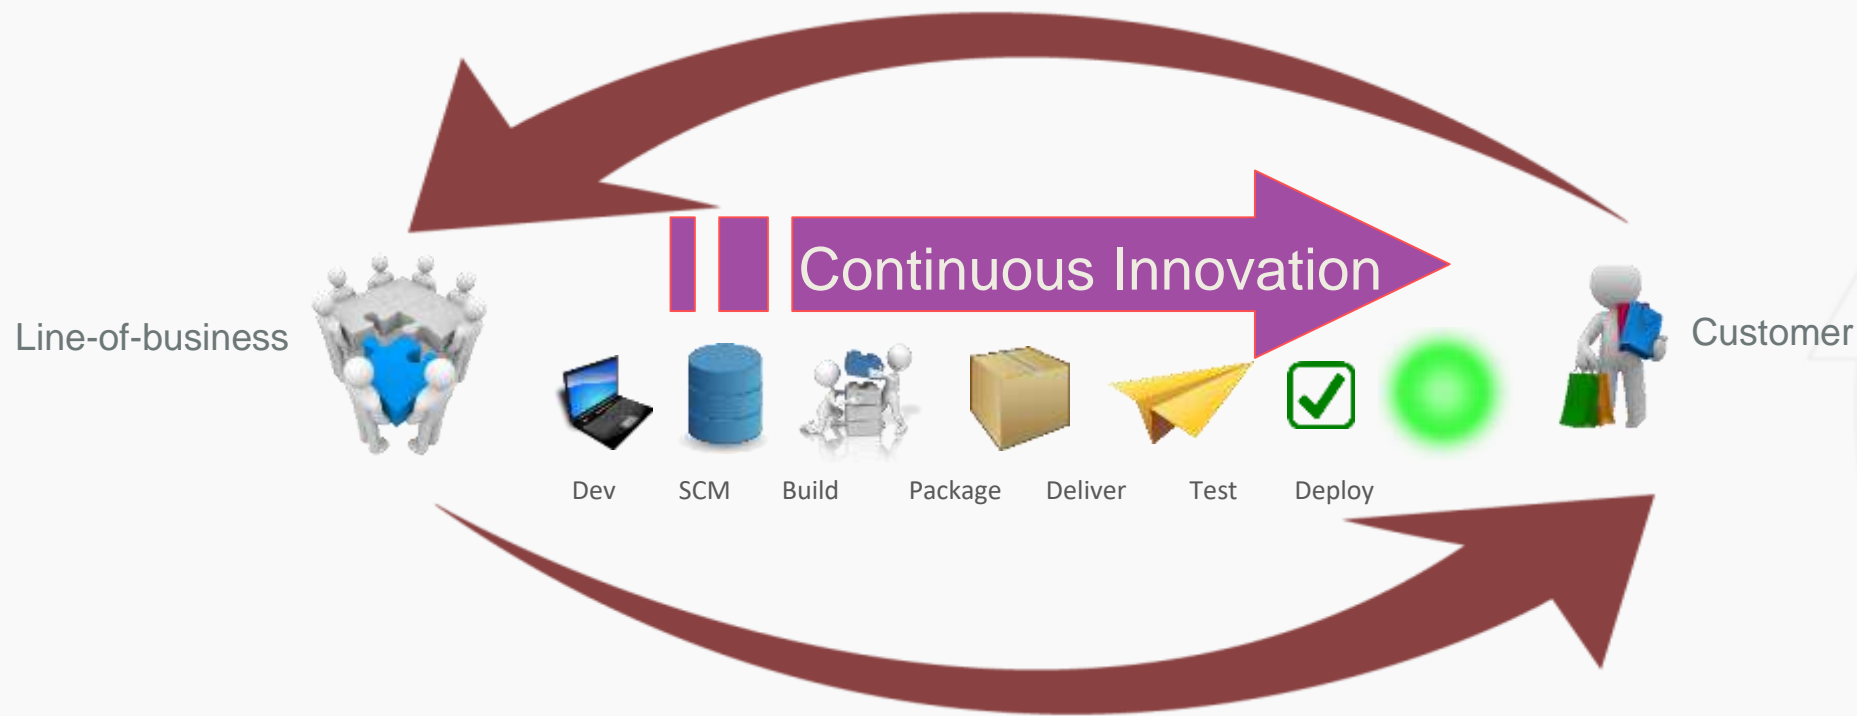 Continuous Innovation
Line-of-business
Customer
Dev SCM Build Package Deliver Test Deploy